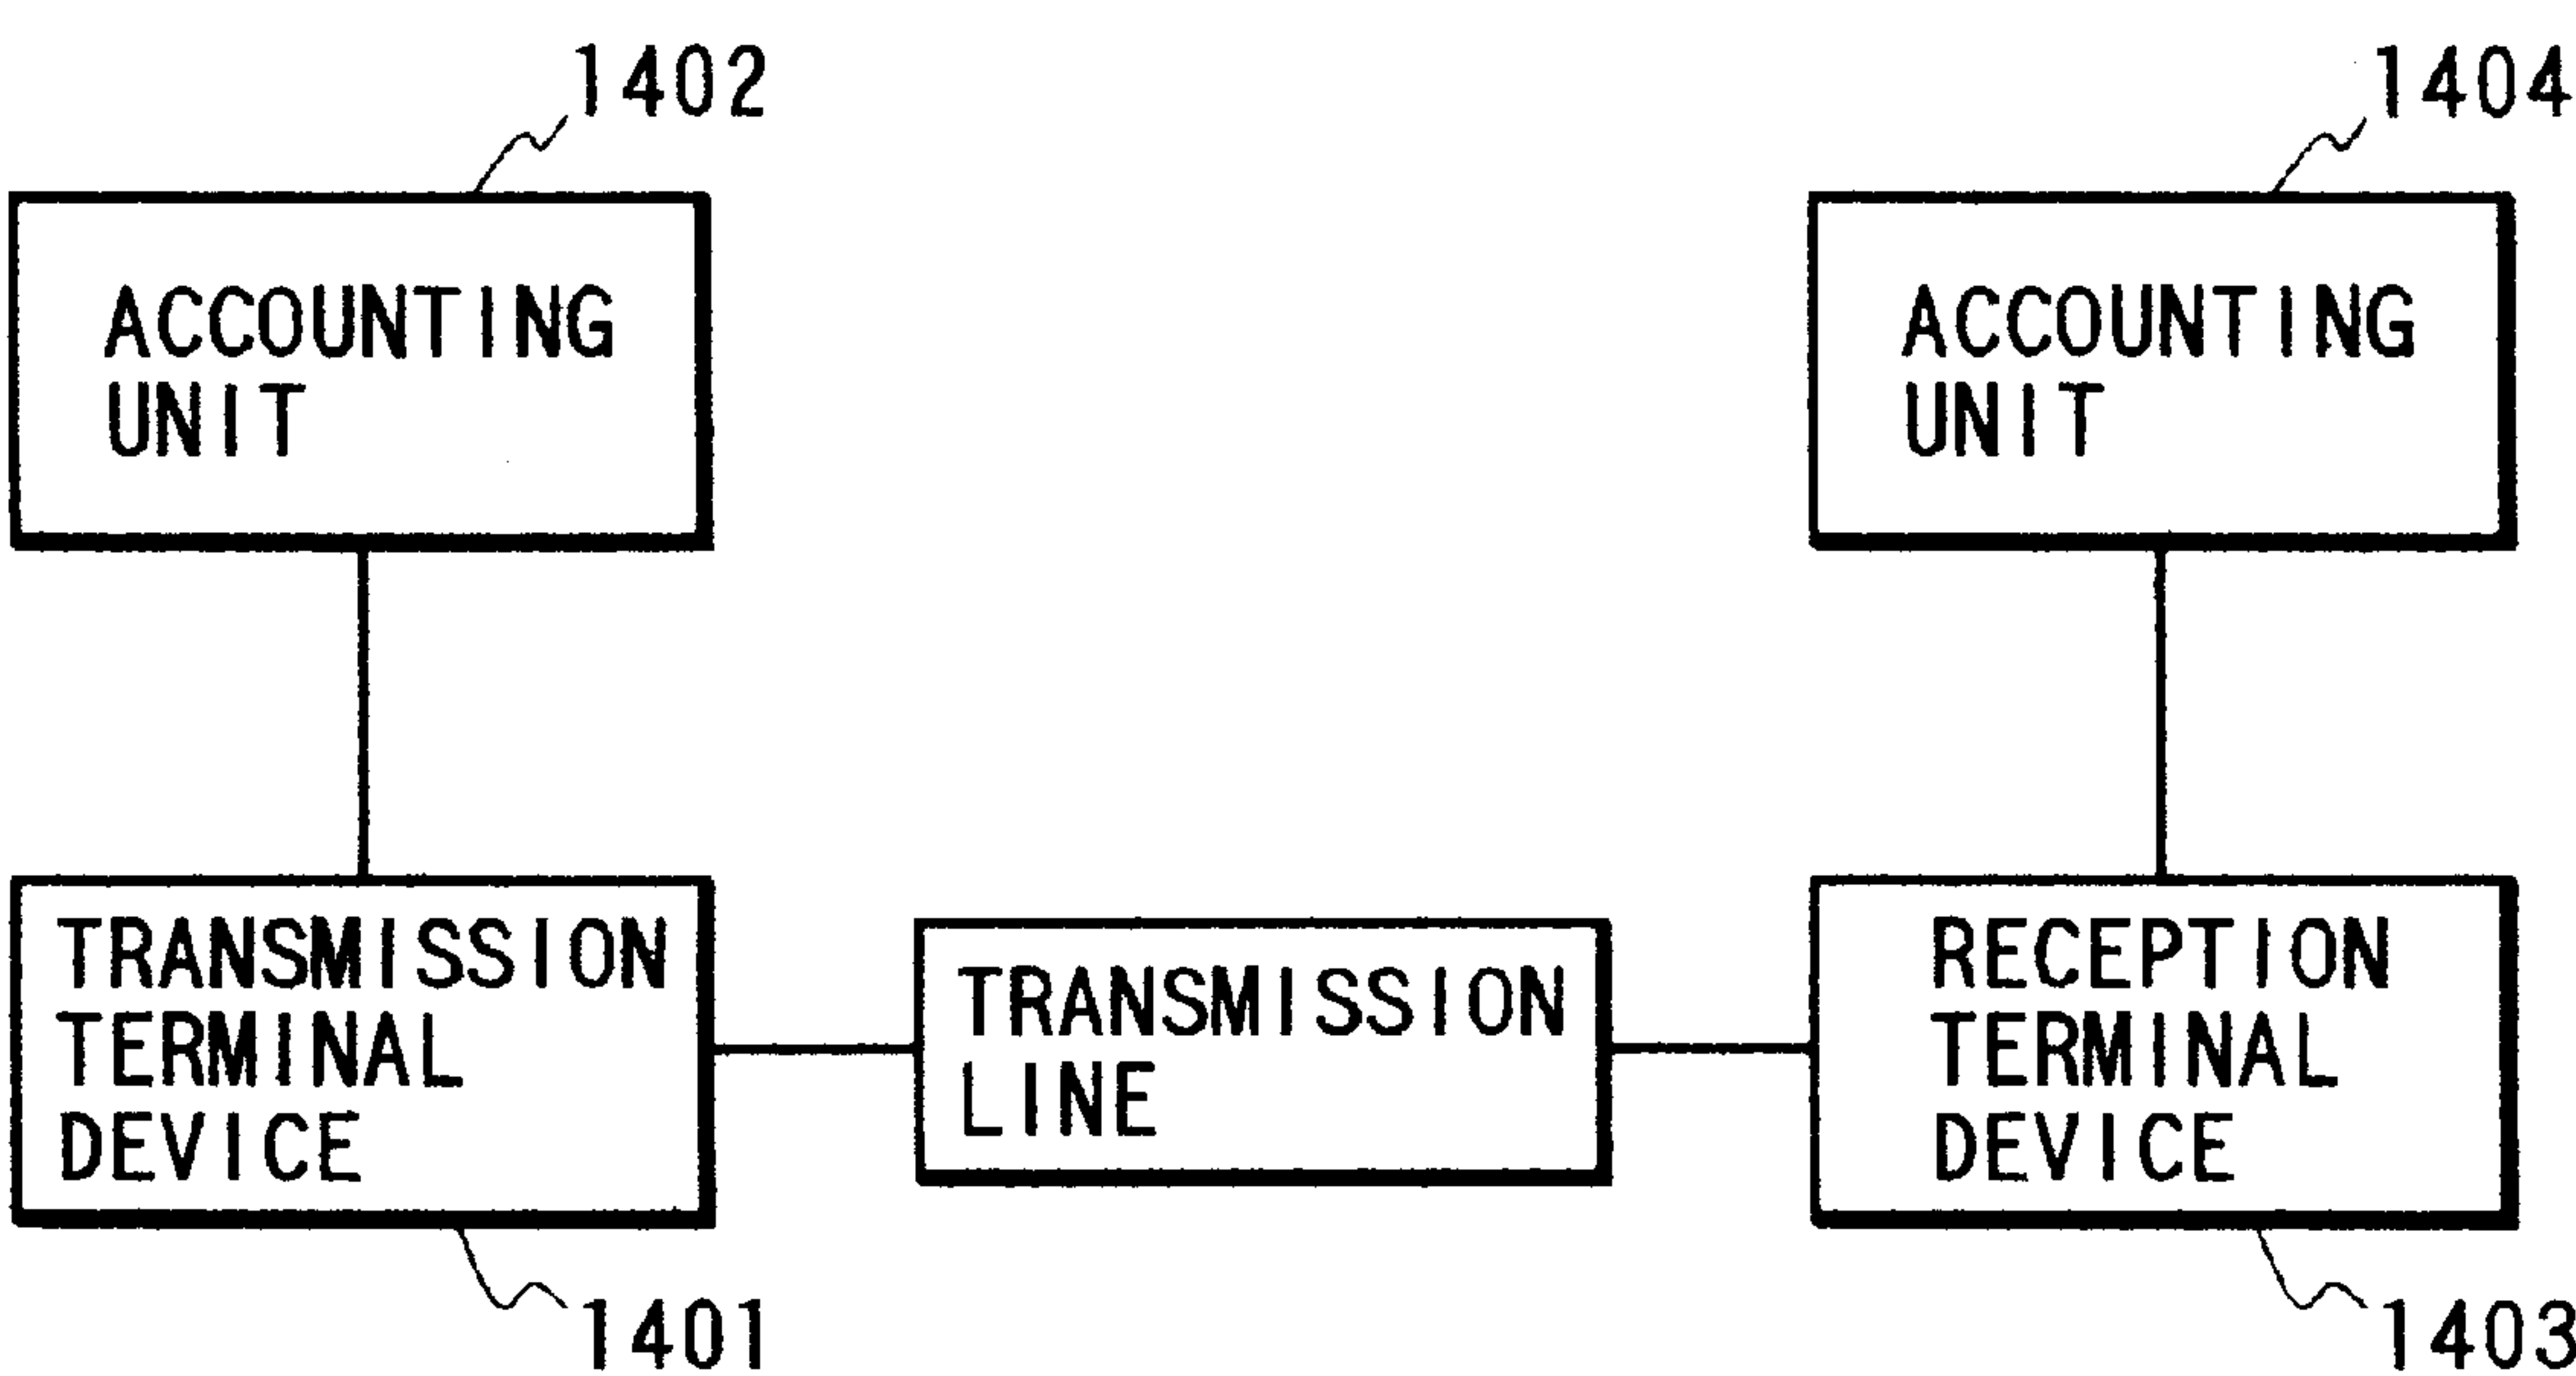 1402
1404
ACCOUNTING
UNIT
ACCOUNTING
UNIT
TRANSMISSION
TERMINAL
DEVICE
TRANSMISSION
LINE
RECEPTION
TERMINAL
DEVICE
1401
1403